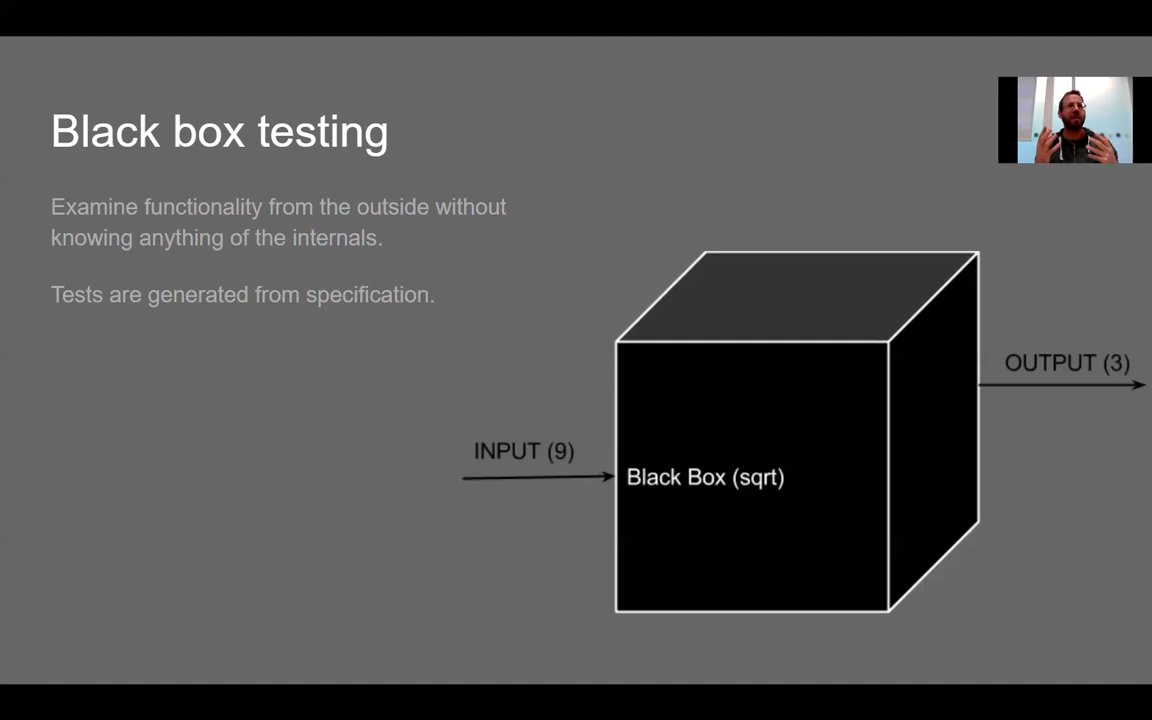 Black box testing
Examine functionality from the outside without
knowing anything of the internals.
Tests are generated from specification.
OUTPUT (3)
INPUT (9)
Black Box (sqrt)